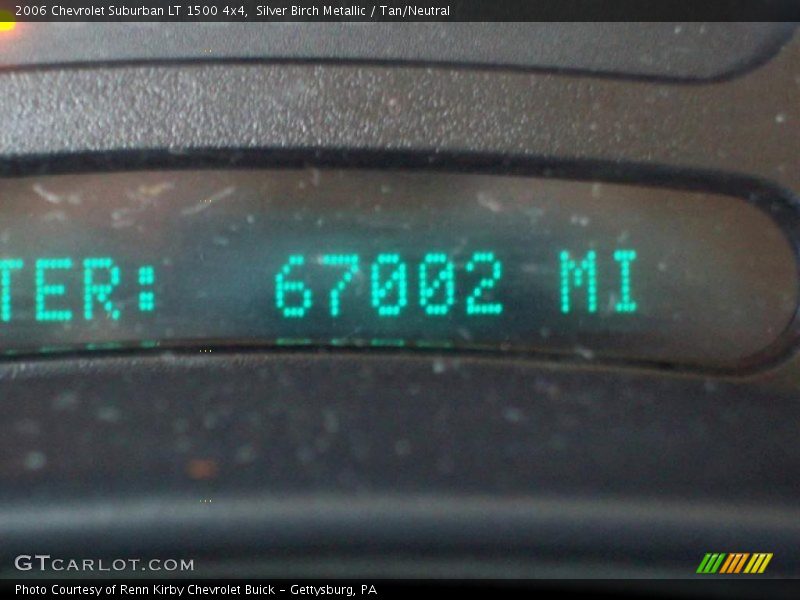 2006 Chevrolet Suburban LT 1500 4x4, Silver Birch Metallic / Tan/Neutral
TER: 67002 MI
GTCARLOT.COM
Photo Courtesy of Renn Kirby Chevrolet Buick - Gettysburg, PA